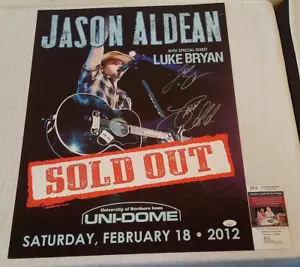 JASON ALDEAN
WITH SPECIAL GUEST
LUKE BRYAN
SOLD OUT
University of Northern Iowa
UNI-DOME
SATURDAY, FEBRUARY 18 • 2012